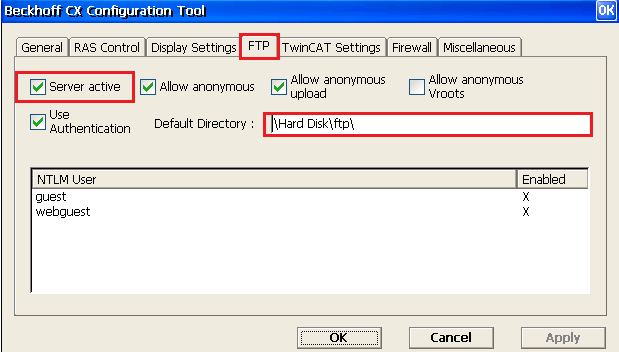 Beckhoff CX Configuration Tool OK
General RAS Control Display Settings FTP TwinCAT Settings Firewall Miscellaneous
Server active Allow anonymous Allow anonymous upload Allow anonymous Vroots
Use Authentication Default Directory : \Hard Disk\ftp\
NTLM User Enabled
guest X
webguest X
OK Cancel Apply